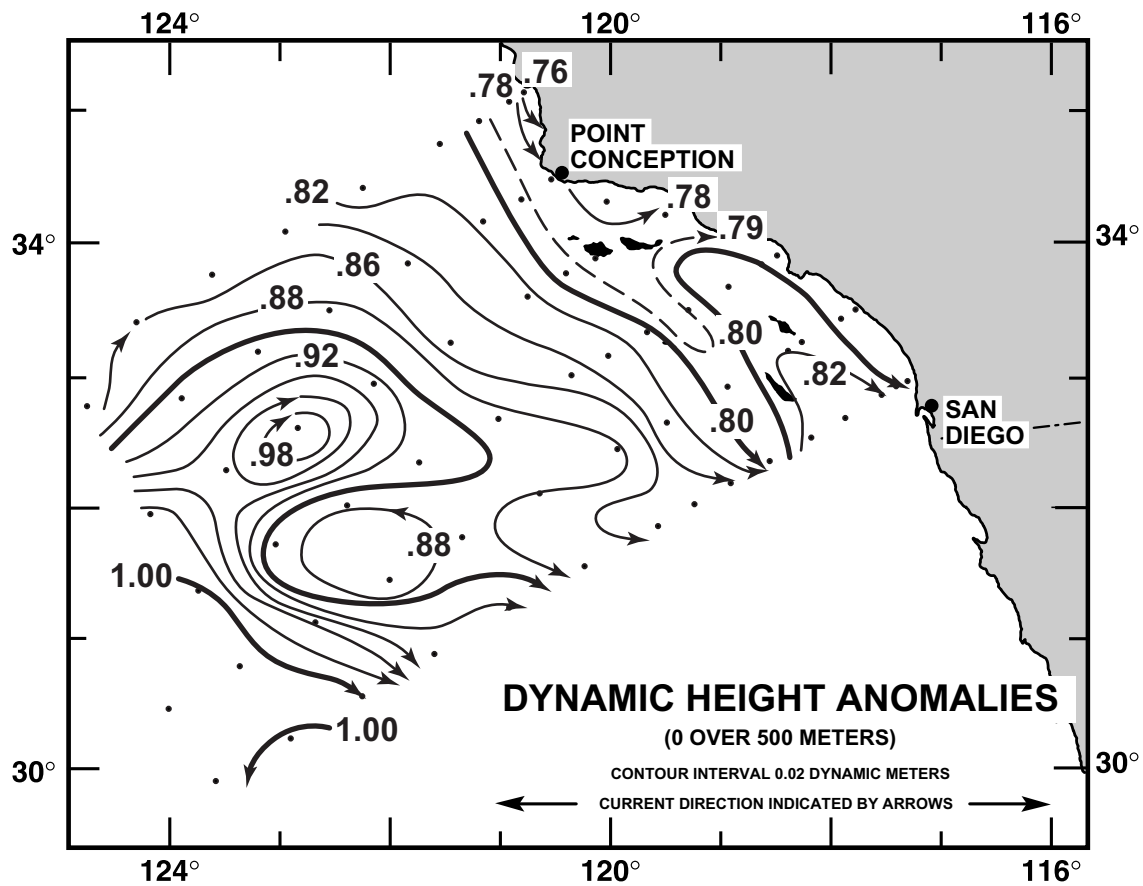 124° 120° 116°
.78 .76
POINT
CONCEPTION
.82
.78
.79
34° 34°
.86
.88
.80
.92
.82
.80
SAN
DIEGO
.98
.88
1.00
DYNAMIC HEIGHT ANOMALIES
1.00
(0 OVER 500 METERS)
30° 30°
CONTOUR INTERVAL 0.02 DYNAMIC METERS
CURRENT DIRECTION INDICATED BY ARROWS
124° 120° 116°